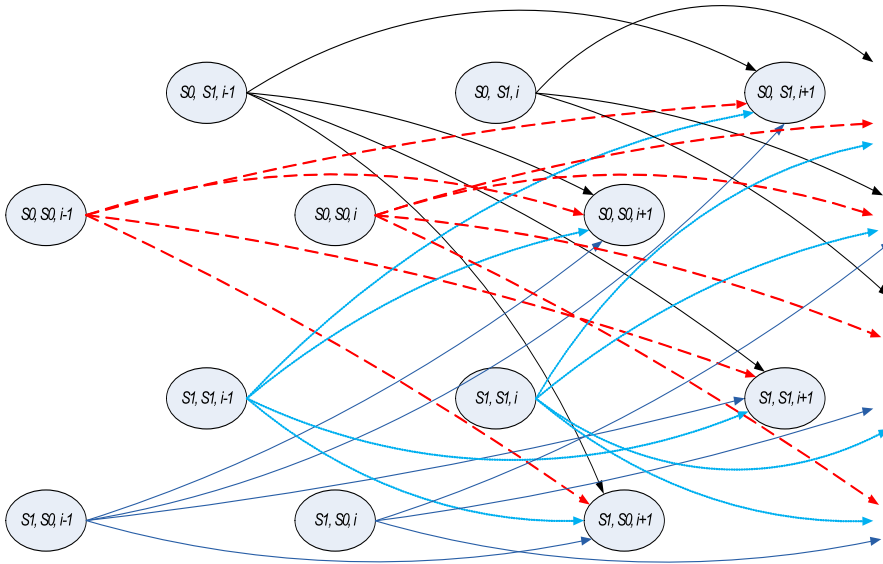 S0, S1, i-1
S0, S1, i
S0, S1, i+1
S0, S0, i-1
S0, S0, i
S0, S0, i+1
S1, S1, i-1
S1, S1, i
S1, S1, i+1
S1, S0, i-1
S1, S0, i
S1, S0, i+1